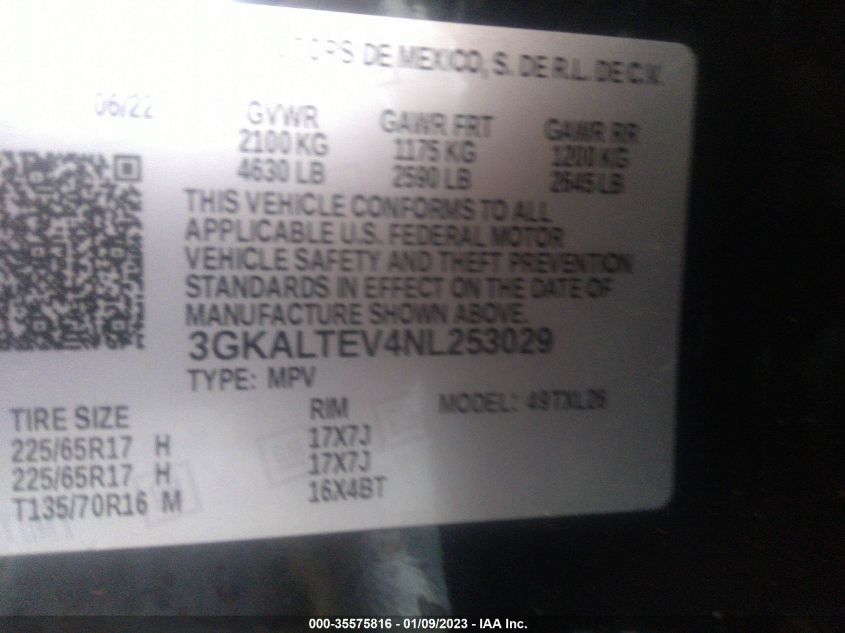 DE MEXICO, S. DE R.L. DE C.V.
06/22 GVWR GAWR FRT GAWR RR
2100 KG 1175 KG 1200 KG
4630 LB 2590 LB 2645 LB
THIS VEHICLE CONFORMS TO ALL
APPLICABLE U.S. FEDERAL MOTOR
VEHICLE SAFETY AND THEFT PREVENTION
STANDARDS IN EFFECT ON THE DATE OF
MANUFACTURE SHOWN ABOVE.
3GKALTEV4NL253029
TYPE: MPV
TIRE SIZE RIM MODEL: 49TXL26
225/65R17 H 17X7J
225/65R17 H 17X7J
T135/70R16 M 16X4BT
000-35575816 - 01/09/2023 - IAA Inc.